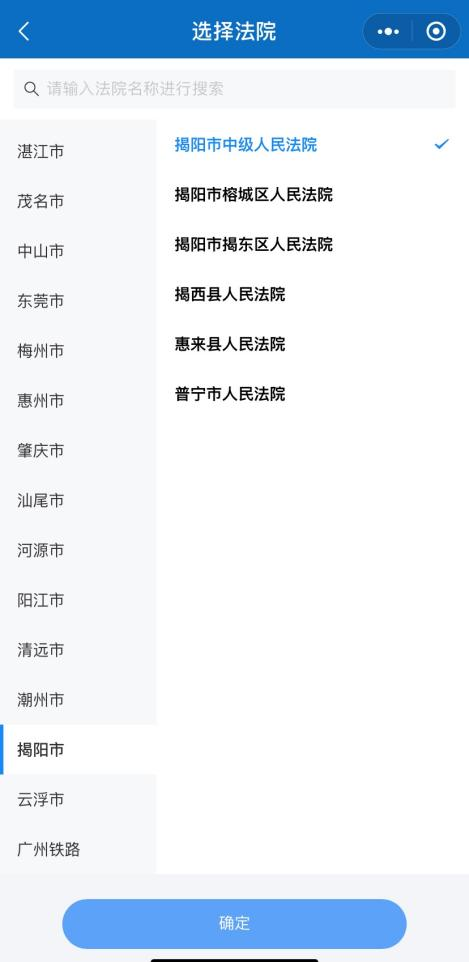 选择法院
请输入法院名称进行搜索
湛江市
茂名市
中山市
东莞市
梅州市
惠州市
肇庆市
汕尾市
河源市
阳江市
清远市
潮州市
揭阳市
云浮市
广州铁路
揭阳市中级人民法院
揭阳市榕城区人民法院
揭阳市揭东区人民法院
揭西县人民法院
惠来县人民法院
普宁市人民法院
确定